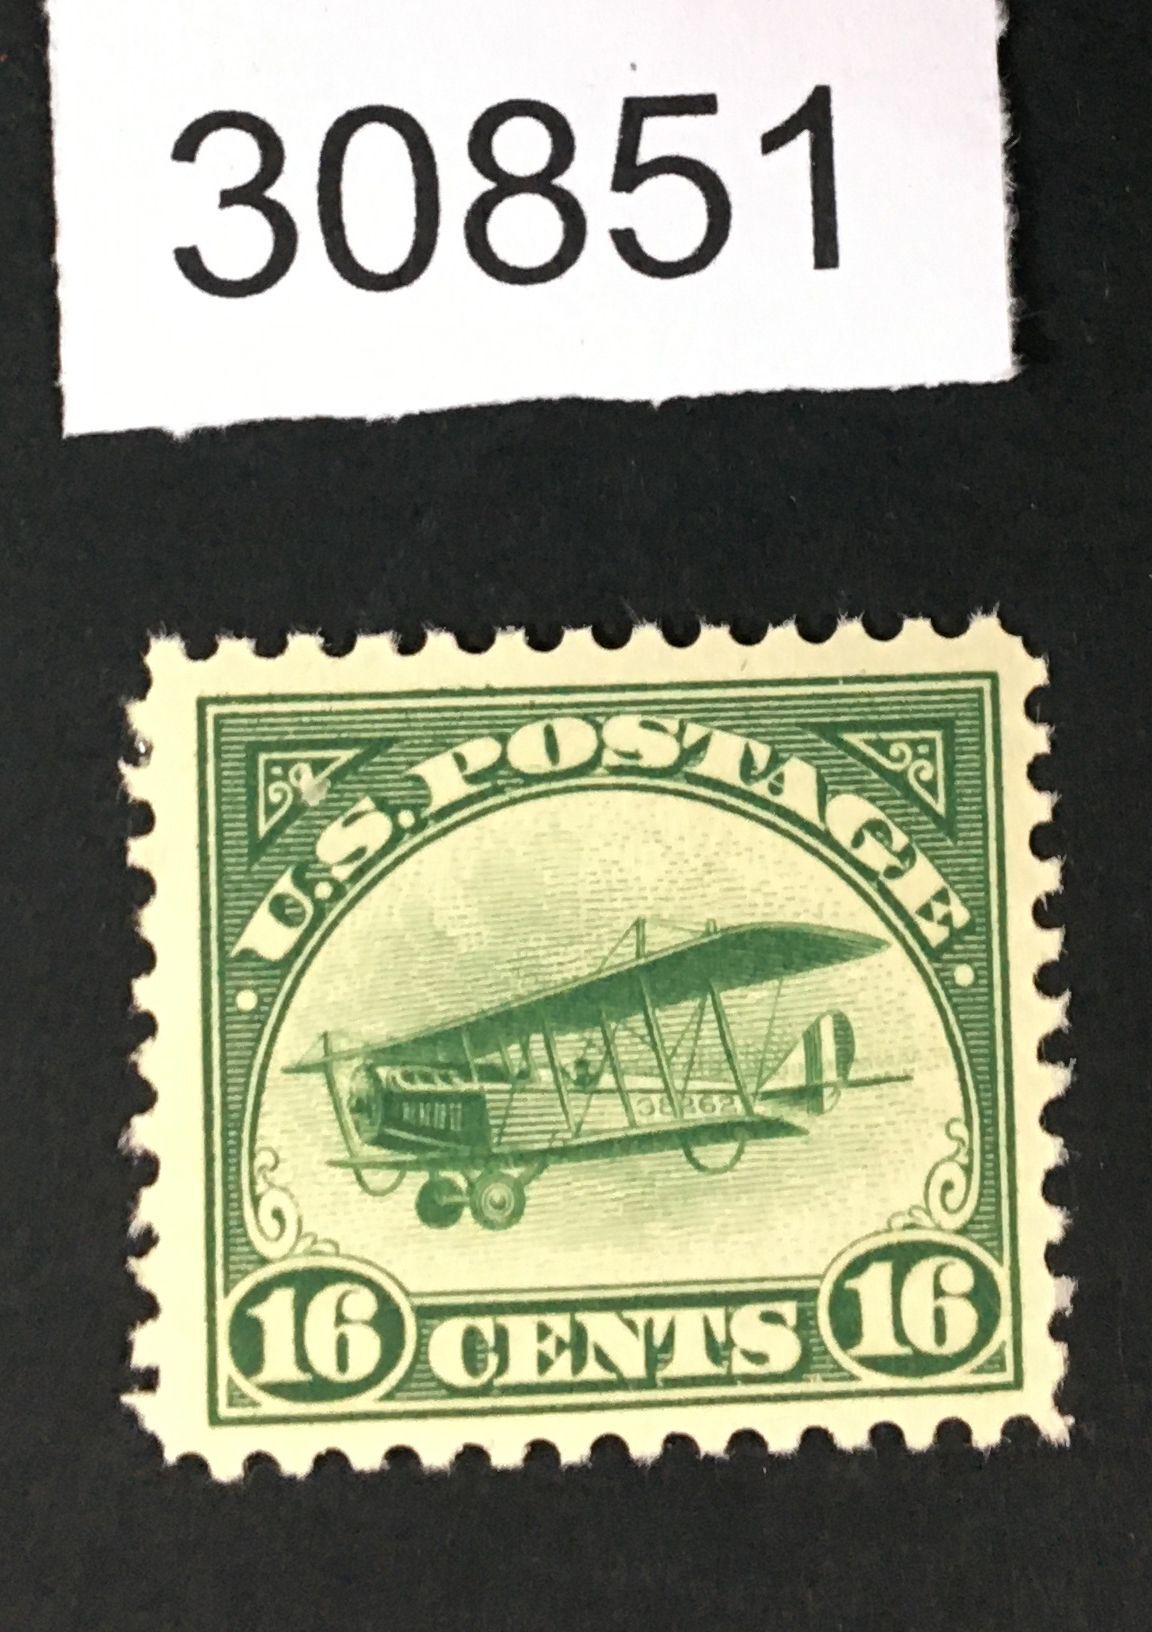 30851
U.S. POSTAGE
38262
16 CENTS 16